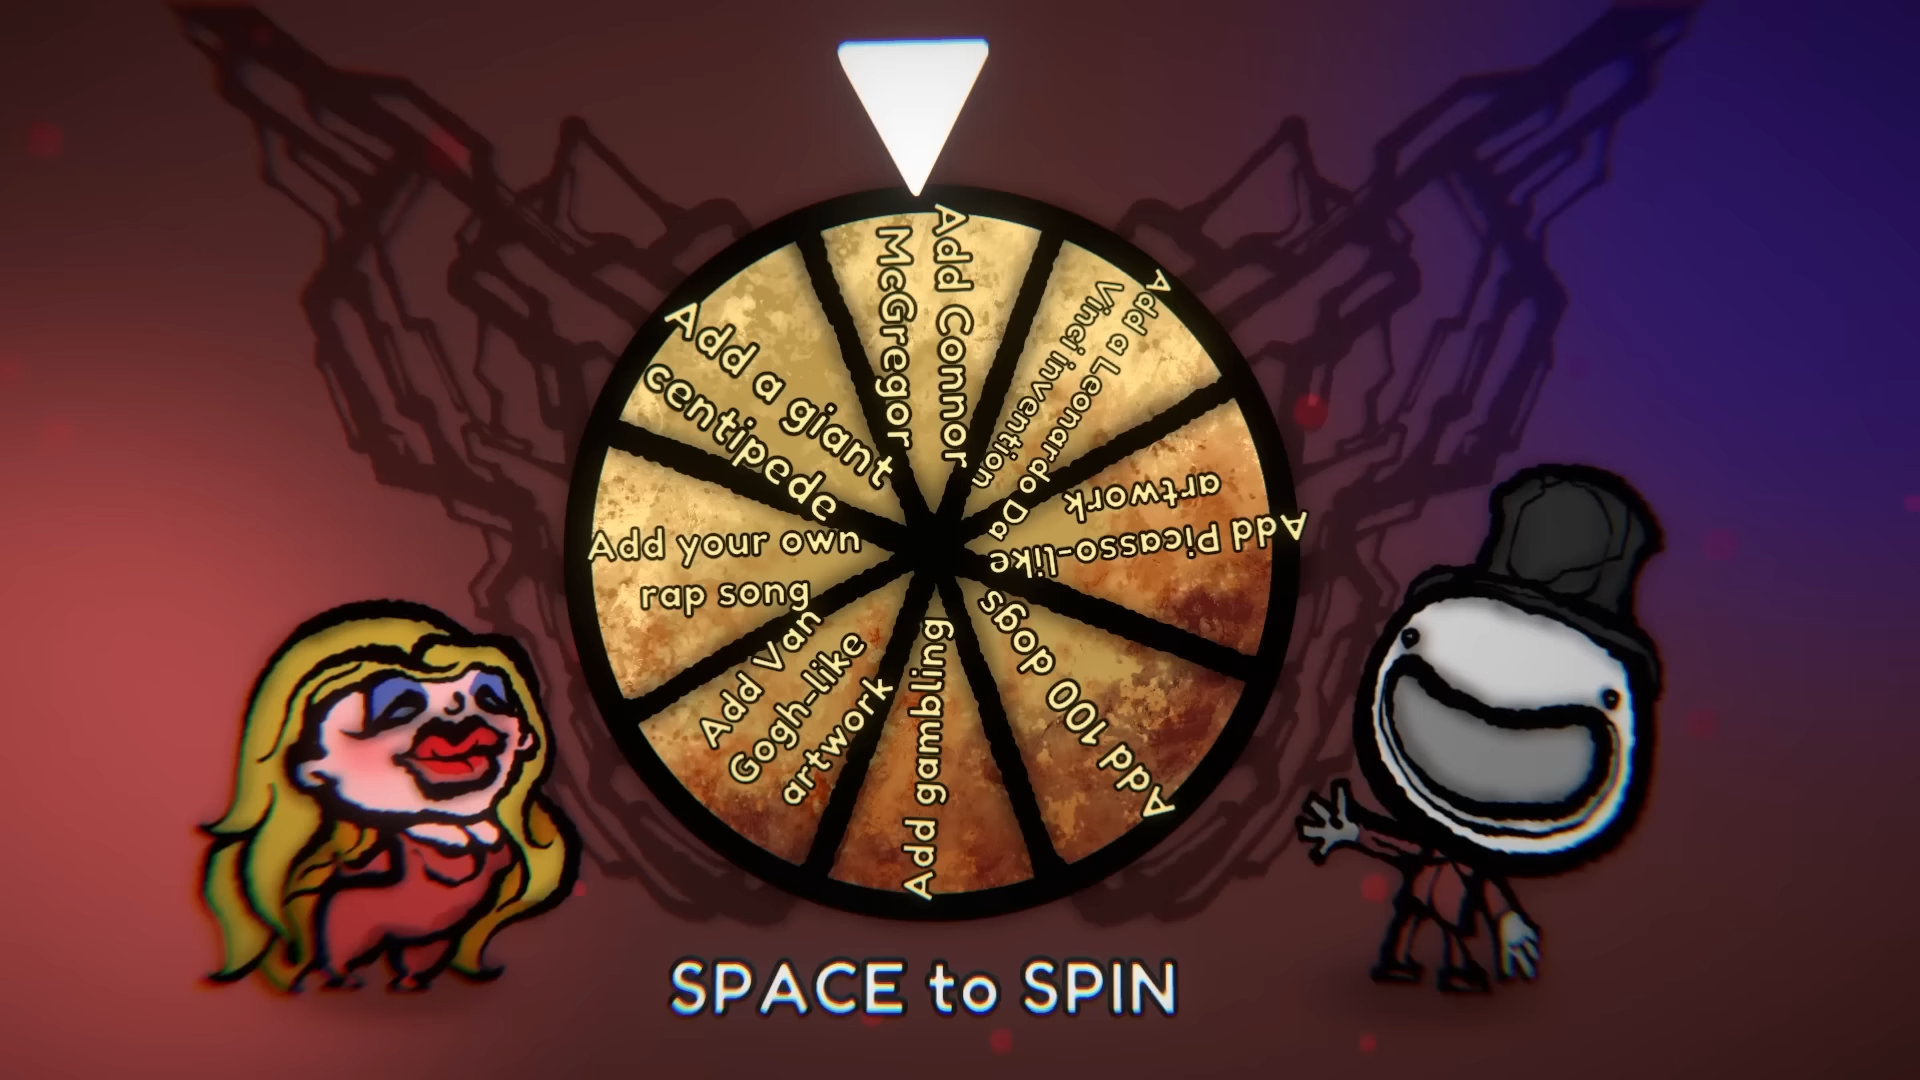 Add Connor
McGregor
Add a Leonardo Da
Vinci invention
Add Picasso-like
artwork
Add 100 dogs
Add gambling
Add Van
Gogh-like
artwork
Add your own
rap song
Add a giant
centipede
SPACE to SPIN